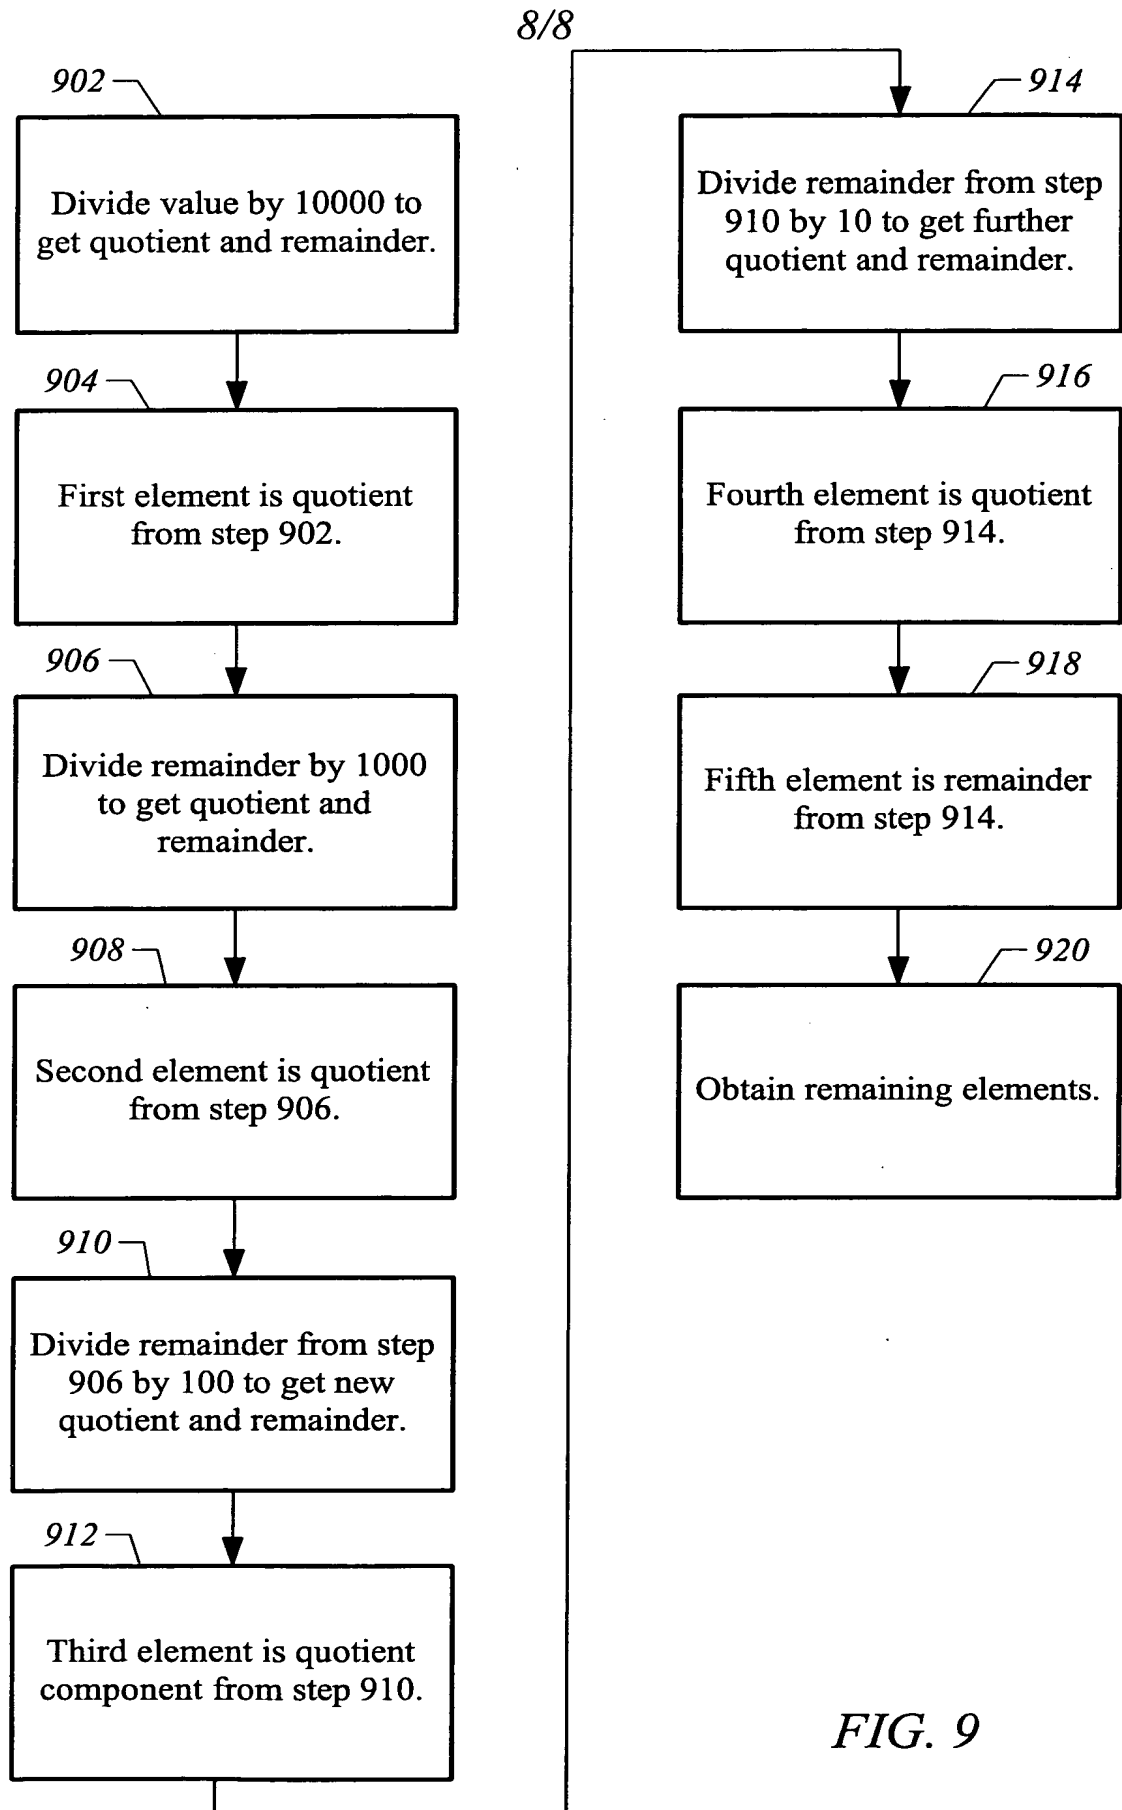 8/8
902
Divide value by 10000 to
get quotient and remainder.
904
First element is quotient
from step 902.
906
Divide remainder by 1000
to get quotient and
remainder.
908
Second element is quotient
from step 906.
910
Divide remainder from step
906 by 100 to get new
quotient and remainder.
912
Third element is quotient
component from step 910.
914
Divide remainder from step
910 by 10 to get further
quotient and remainder.
916
Fourth element is quotient
from step 914.
918
Fifth element is remainder
from step 914.
920
Obtain remaining elements.
FIG. 9